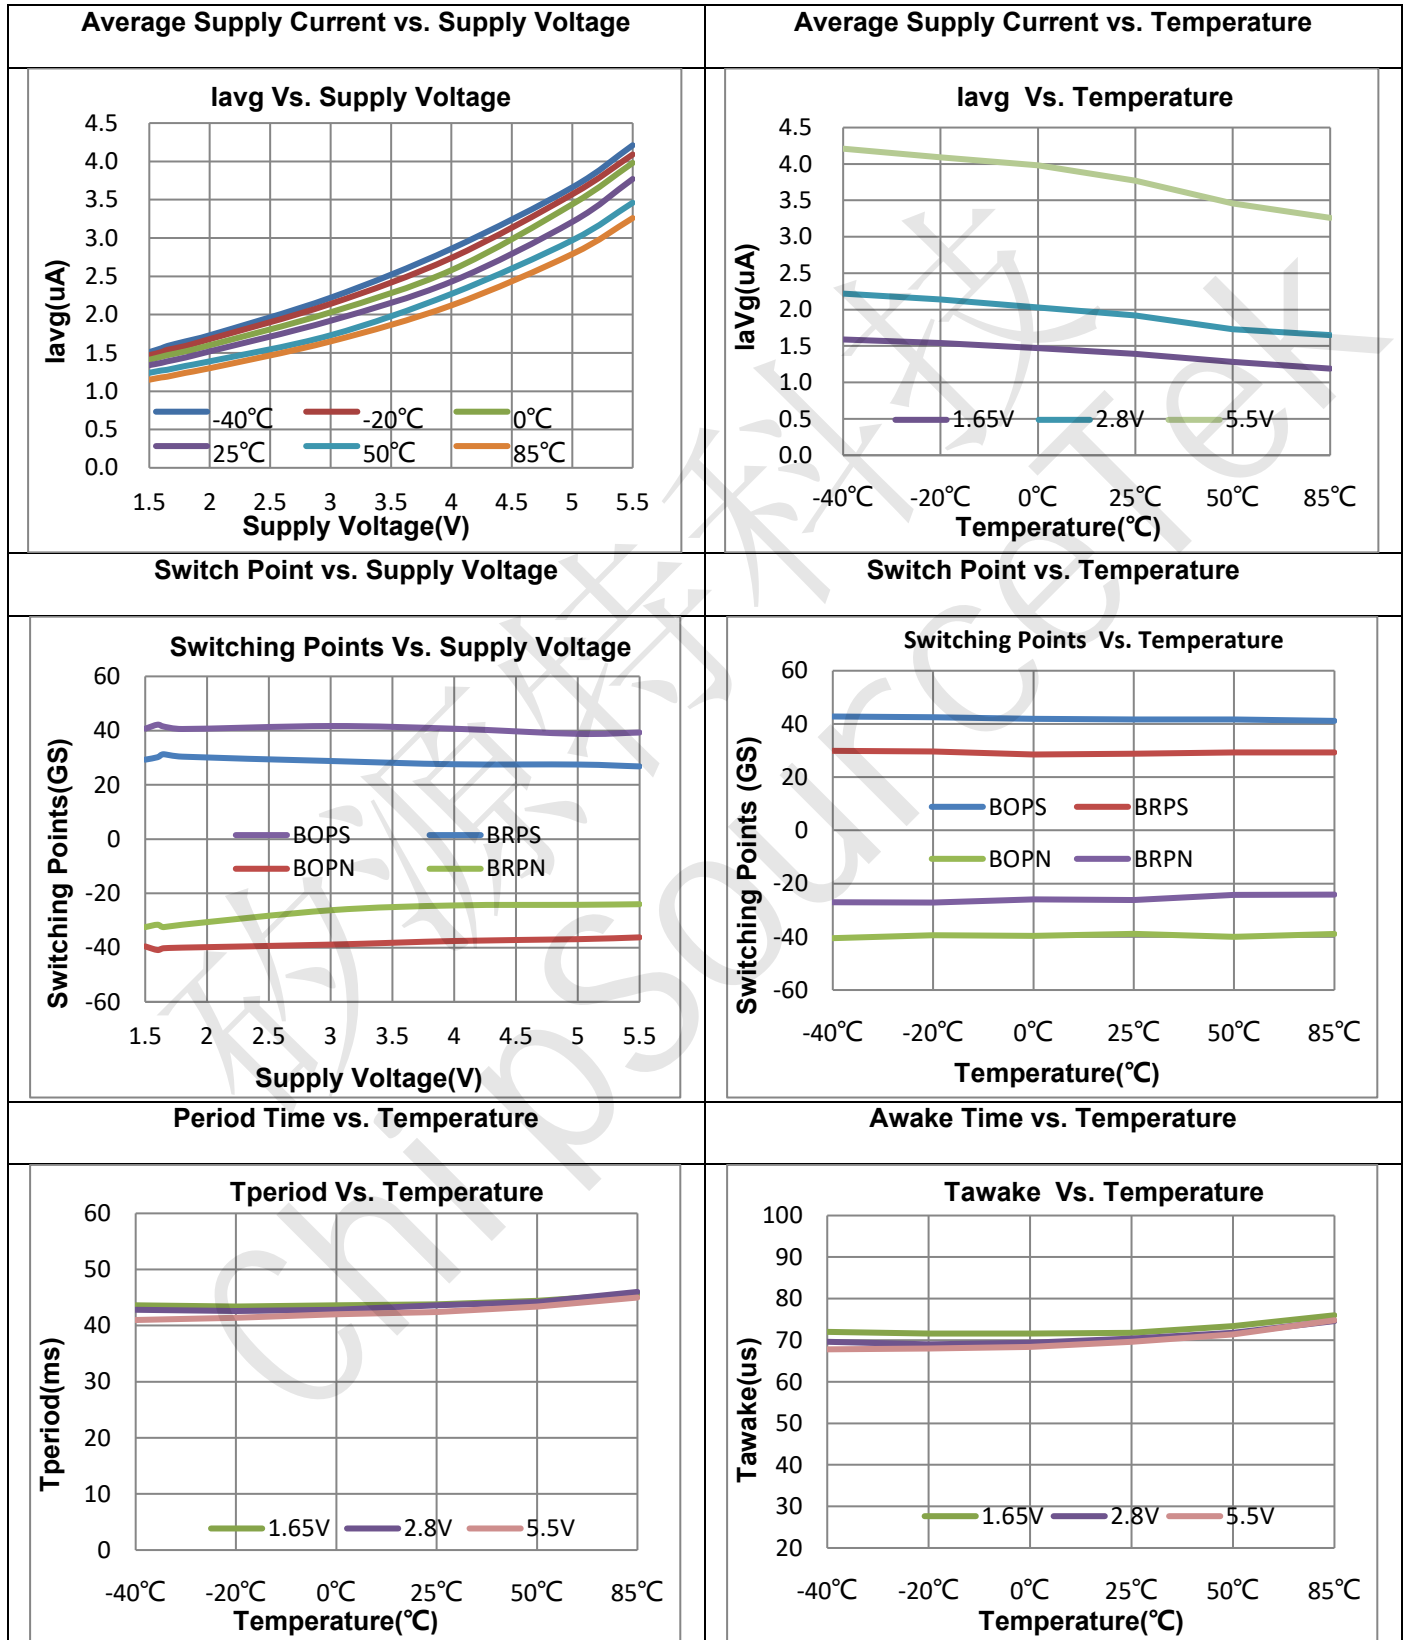 Average Supply Current vs. Supply Voltage
Average Supply Current vs. Temperature
Iavg Vs. Supply Voltage
4.5
4.0
3.5
3.0
2.5
2.0
1.5
1.0
0.5
0.0
Iavg(uA)
-40℃ -20℃ 0℃
25℃ 50℃ 85℃
1.5 2 2.5 3 3.5 4 4.5 5 5.5
Supply Voltage(V)
Iavg Vs. Temperature
4.5
4.0
3.5
3.0
2.5
2.0
1.5
1.0
0.5
0.0
IaVg(uA)
1.65V 2.8V 5.5V
-40℃ -20℃ 0℃ 25℃ 50℃ 85℃
Temperature(℃)
Switch Point vs. Supply Voltage
Switch Point vs. Temperature
Switching Points Vs. Supply Voltage
60
40
20
0
-20
-40
-60
Switching Points(GS)
BOPS BRPS
BOPN BRPN
1.5 2 2.5 3 3.5 4 4.5 5 5.5
Supply Voltage(V)
Switching Points Vs. Temperature
60
40
20
0
-20
-40
-60
Switching Points (GS)
BOPS BRPS
BOPN BRPN
-40℃ -20℃ 0℃ 25℃ 50℃ 85℃
Temperature(℃)
Period Time vs. Temperature
Awake Time vs. Temperature
Tperiod Vs. Temperature
60
50
40
30
20
10
0
Tperiod(ms)
1.65V 2.8V 5.5V
-40℃ -20℃ 0℃ 25℃ 50℃ 85℃
Temperature(℃)
Tawake Vs. Temperature
100
90
80
70
60
50
40
30
20
Tawake(us)
1.65V 2.8V 5.5V
-40℃ -20℃ 0℃ 25℃ 50℃ 85℃
Temperature(℃)
矽源特科技
ChipSourceTek